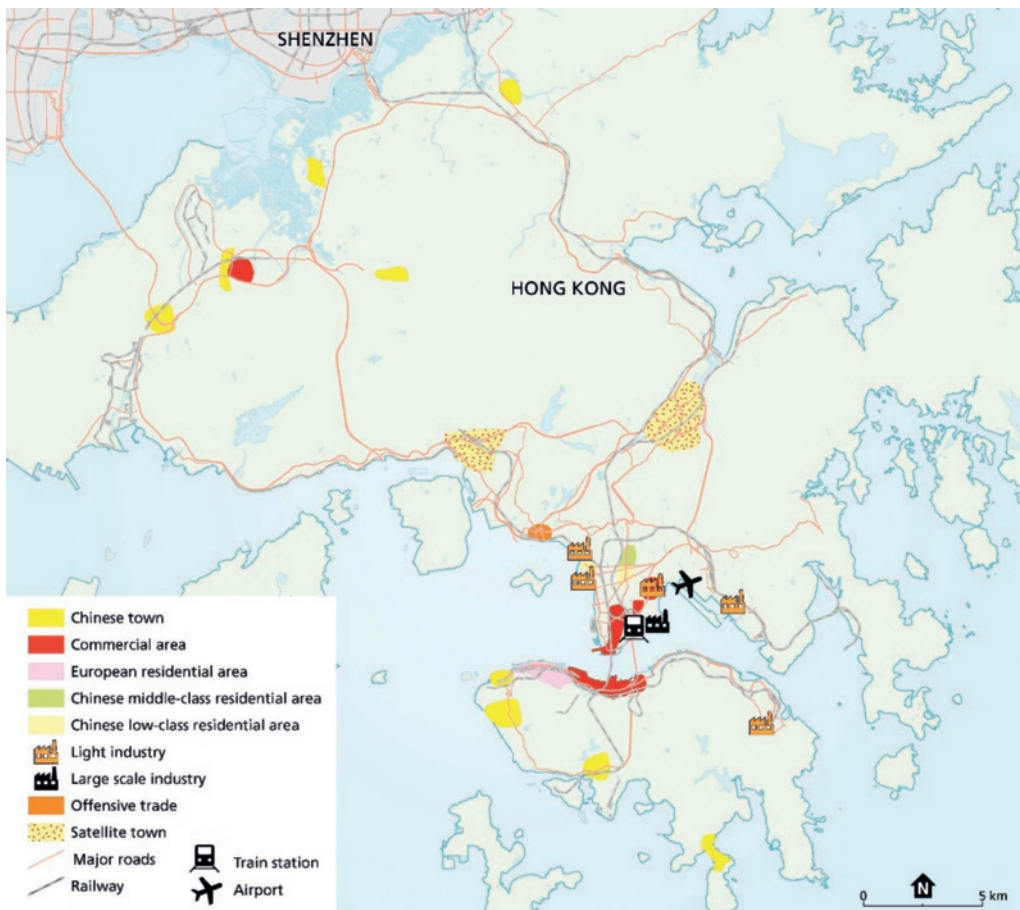 SHENZHEN
HONG KONG
Chinese town
Commercial area
European residential area
Chinese middle-class residential area
Chinese low-class residential area
Light industry
Large scale industry
Offensive trade
Satellite town
Major roads
Railway
Train station
Airport
N
0 5 km